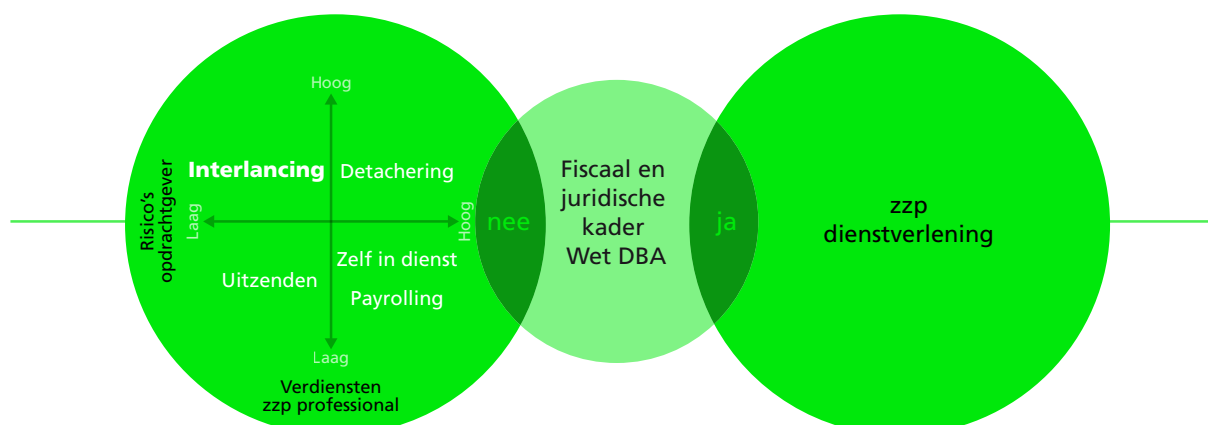 Hoog
Interlancing
Detachering
Risico's
opdrachtgever
Laag
Hoog
Uitzenden
Zelf in dienst
Payrolling
Laag
Verdiensten
zzp professional
nee
Fiscaal en
juridische
kader
Wet DBA
ja
zzp
dienstverlening